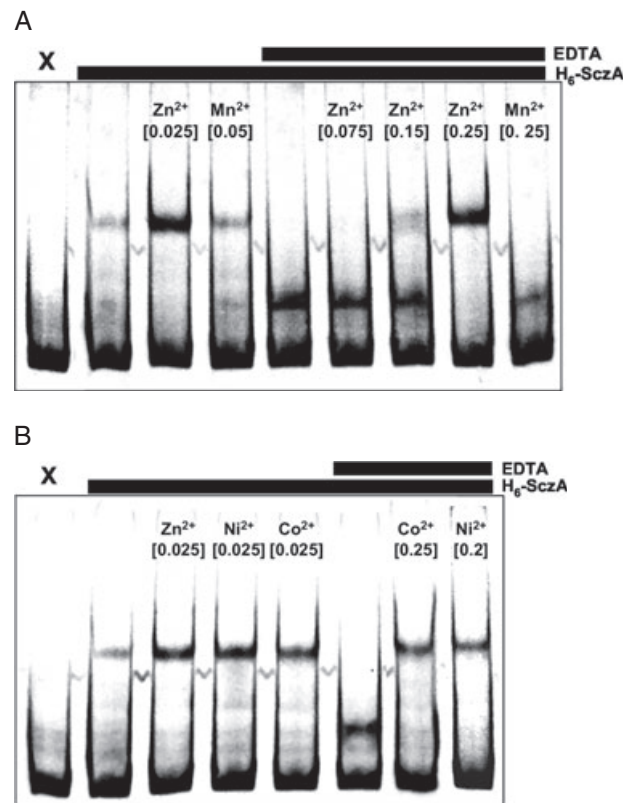 A
EDTA
X H₆-SczA
Zn²⁺ Mn²⁺ Zn²⁺ Zn²⁺ Zn²⁺ Mn²⁺
[0.025] [0.05] [0.075] [0.15] [0.25] [0. 25]
B
X EDTA
H₆-SczA
Zn²⁺ Ni²⁺ Co²⁺ Co²⁺ Ni²⁺
[0.025] [0.025] [0.025] [0.25] [0.2]